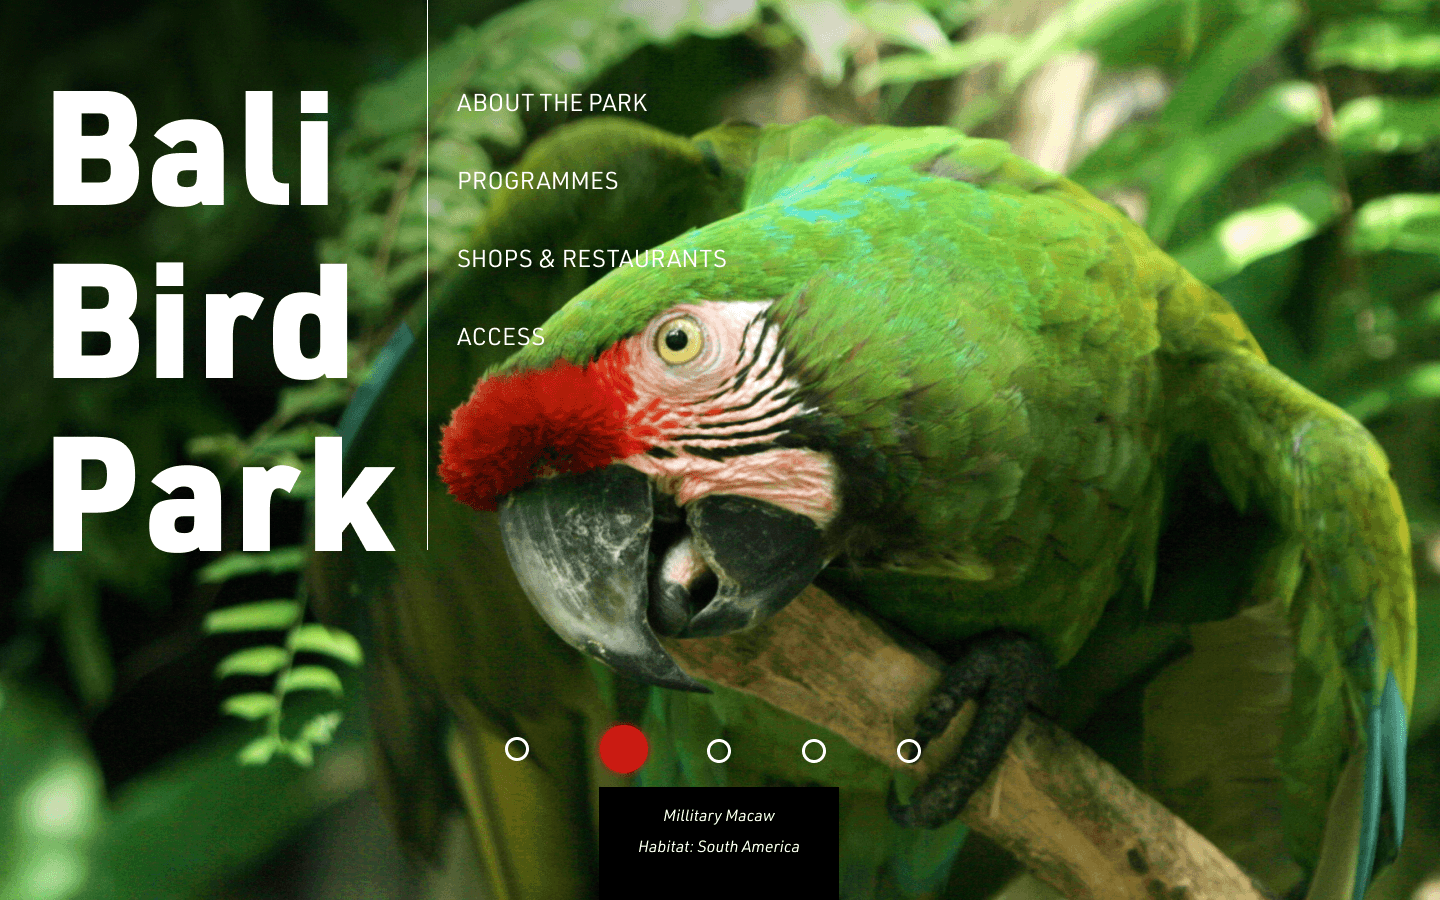 Bali
Bird
Park
ABOUT THE PARK
PROGRAMMES
SHOPS & RESTAURANTS
ACCESS
Millitary Macaw
Habitat: South America